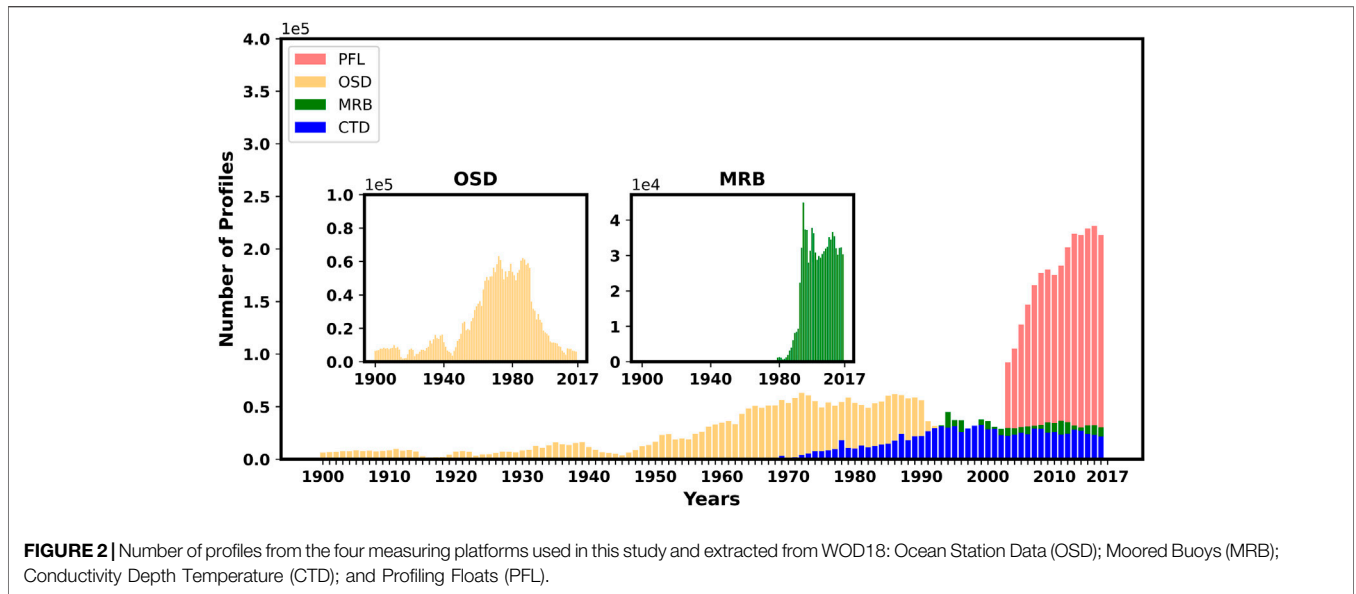 1e5
4.0
3.5
3.0
2.5
2.0
1.5
1.0
0.5
0.0
Number of Profiles
PFL
OSD
MRB
CTD
OSD
1e5
1.0
0.8
0.6
0.4
0.2
0.0
1900 1940 1980 2017
MRB
1e4
4
3
2
1
0
1900 1940 1980 2017
1900 1910 1920 1930 1940 1950 1960 1970 1980 1990 2000 2010 2017
Years
FIGURE 2 | Number of profiles from the four measuring platforms used in this study and extracted from WOD18: Ocean Station Data (OSD); Moored Buoys (MRB);
Conductivity Depth Temperature (CTD); and Profiling Floats (PFL).